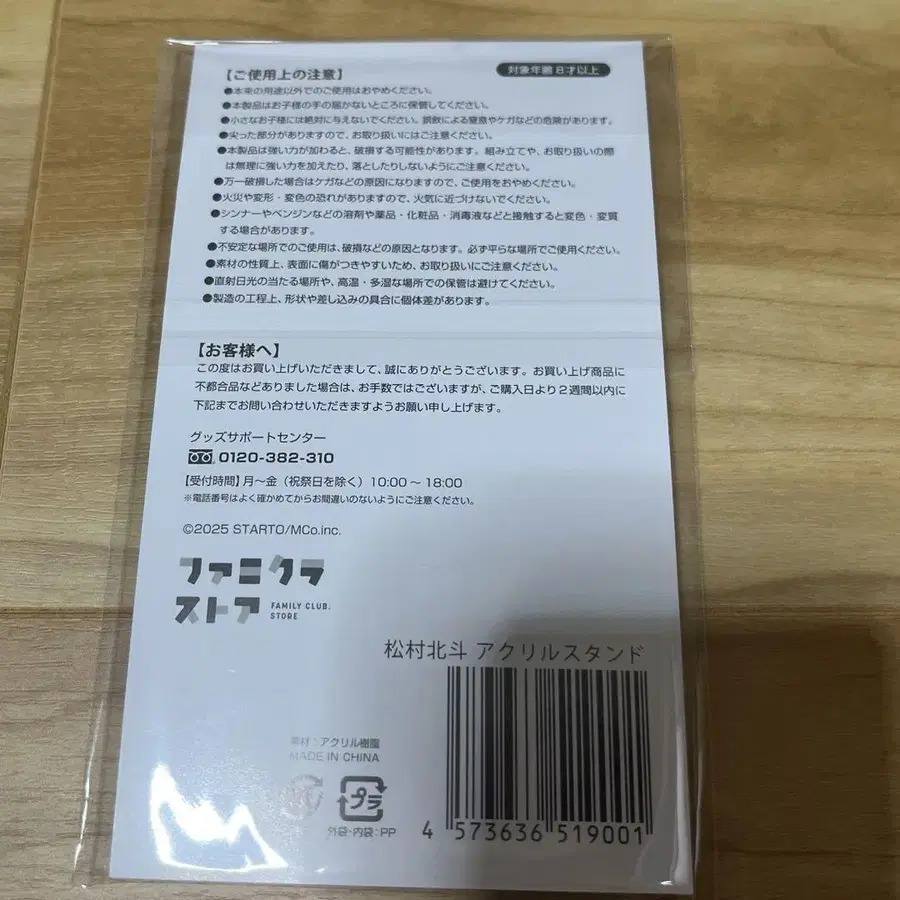 【ご使用上の注意】
対象年齢 8才以上
●本来の用途以外でのご使用はおやめください。
●本製品はお子様の手の届かないところに保管してください。
●小さなお子様には絶対に与えないでください。誤飲による窒息やケガなどの危険があります。
●尖った部分がありますので、お取り扱いにはご注意ください。
●本製品は強い力が加わると、破損する可能性があります。組み立てや、お取り扱いの際
は無理に強い力を加えたり、落としたりしないようにご注意ください。
●万一破損した場合はケガなどの原因になりますので、ご使用をおやめください。
●火災や変形・変色の恐れがありますので、火気に近づけないでください。
●シンナーやベンジンなどの溶剤や薬品・化粧品・消毒液などと接触すると変色・変質
する場合があります。
●不安定な場所でのご使用は、破損などの原因となります。必ず平らな場所でご使用ください。
●素材の性質上、表面に傷がつきやすいため、お取り扱いにご注意ください。
●直射日光の当たる場所や、高温・多湿な場所での保管は避けてください。
●製造の工程上、形状や差し込みの具合に個体差があります。
【お客様へ】
この度はお買い上げいただきまして、誠にありがとうございます。お買い上げ商品に
不都合品などありました場合は、お手数ではございますが、ご購入日より2週間以内に
下記までお問い合わせいただきますようお願い申し上げます。
グッズサポートセンター
0120-382-310
【受付時間】月～金（祝祭日を除く）10:00～18:00
※電話番号はよく確かめてからお間違いのないようにご注意ください。
©2025 STARTO/MCo.inc.
ファミクラ
ストア FAMILY CLUB.
STORE
松村北斗 アクリルスタンド
素材：アクリル樹脂
MADE IN CHINA
プラ
外袋・内袋：PP
4 573636 519001